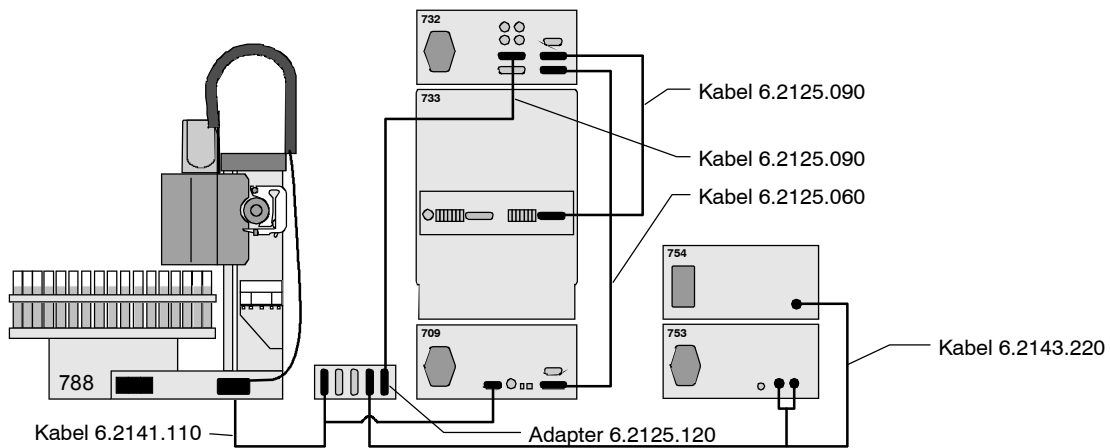 732
Kabel 6.2125.090
733
Kabel 6.2125.090
Kabel 6.2125.060
754
709
753
Kabel 6.2143.220
788
Kabel 6.2141.110
Adapter 6.2125.120